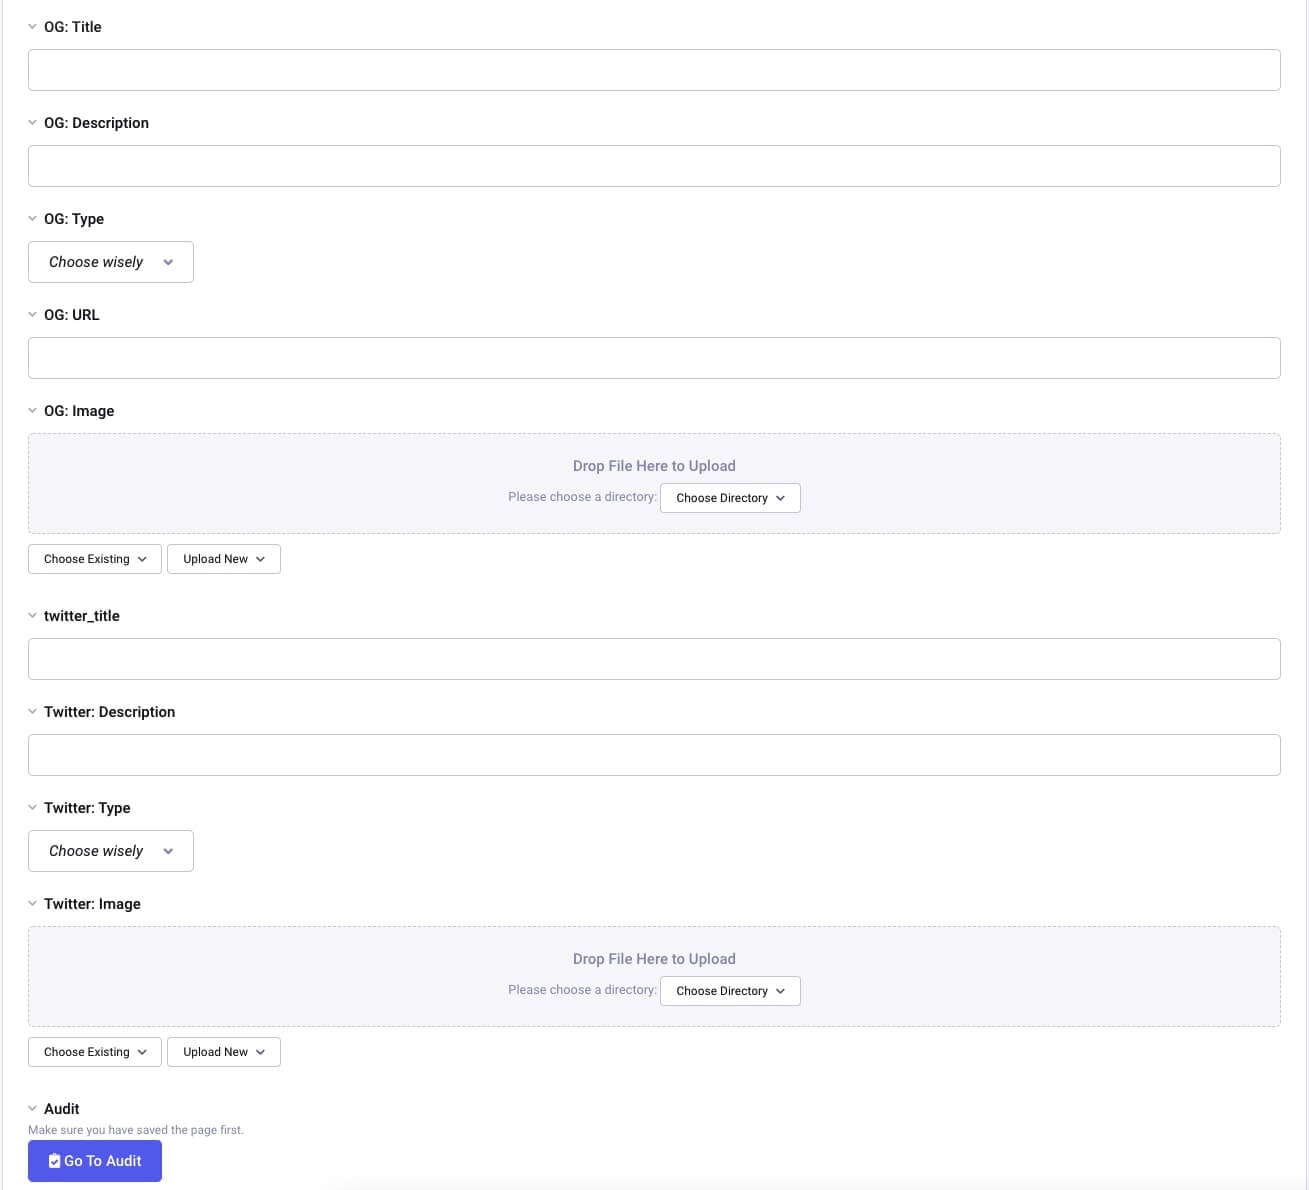 OG: Title
OG: Description
OG: Type
Choose wisely
OG: URL
OG: Image
Drop File Here to Upload
Please choose a directory: Choose Directory
Choose Existing Upload New
twitter_title
Twitter: Description
Twitter: Type
Choose wisely
Twitter: Image
Drop File Here to Upload
Please choose a directory: Choose Directory
Choose Existing Upload New
Audit
Make sure you have saved the page first.
Go To Audit